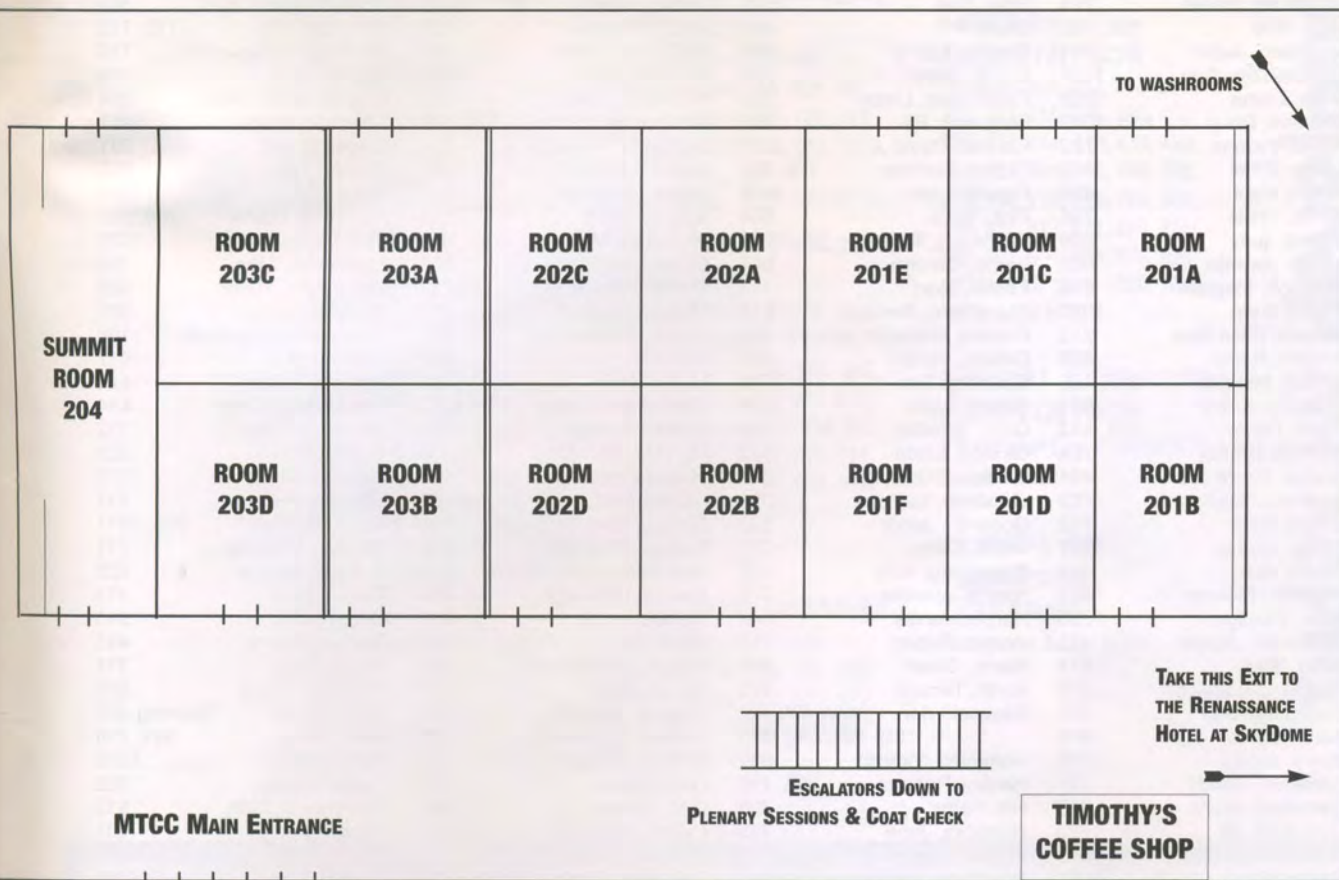 TO WASHROOMS
ROOM
203C
ROOM
203A
ROOM
202C
ROOM
202A
ROOM
201E
ROOM
201C
ROOM
201A
SUMMIT
ROOM
204
ROOM
203D
ROOM
203B
ROOM
202D
ROOM
202B
ROOM
201F
ROOM
201D
ROOM
201B
TAKE THIS EXIT TO
THE RENAISSANCE
HOTEL AT SKYDOME
ESCALATORS DOWN TO
PLENARY SESSIONS & COAT CHECK
MTCC MAIN ENTRANCE
TIMOTHY'S
COFFEE SHOP